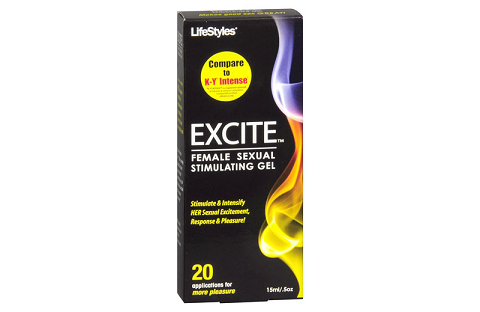 LifeStyles®
Compare
to
K-Y® Intense
EXCITE™
FEMALE SEXUAL
STIMULATING GEL
Stimulate & Intensify
HER Sexual Excitement,
Response & Pleasure!
20
applications for
more pleasure
15ml/.5oz